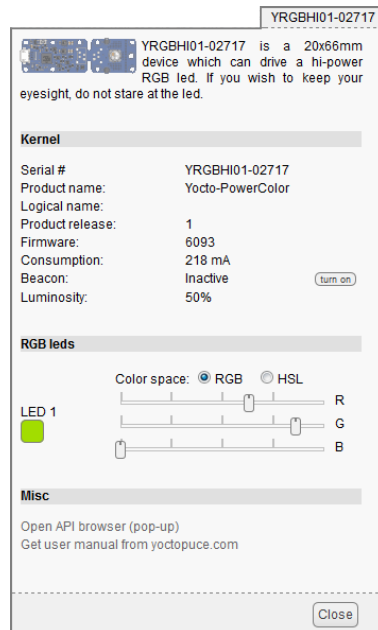 YRGBHI01-02717
YRGBHI01-02717 is a 20x66mm
device which can drive a hi-power
RGB led. If you wish to keep your
eyesight, do not stare at the led.
Kernel
Serial # YRGBHI01-02717
Product name: Yocto-PowerColor
Logical name:
Product release: 1
Firmware: 6093
Consumption: 218 mA
Beacon: Inactive turn on
Luminosity: 50%
RGB leds
Color space: RGB HSL
R
LED 1
G
B
Misc
Open API browser (pop-up)
Get user manual from yoctopuce.com
Close